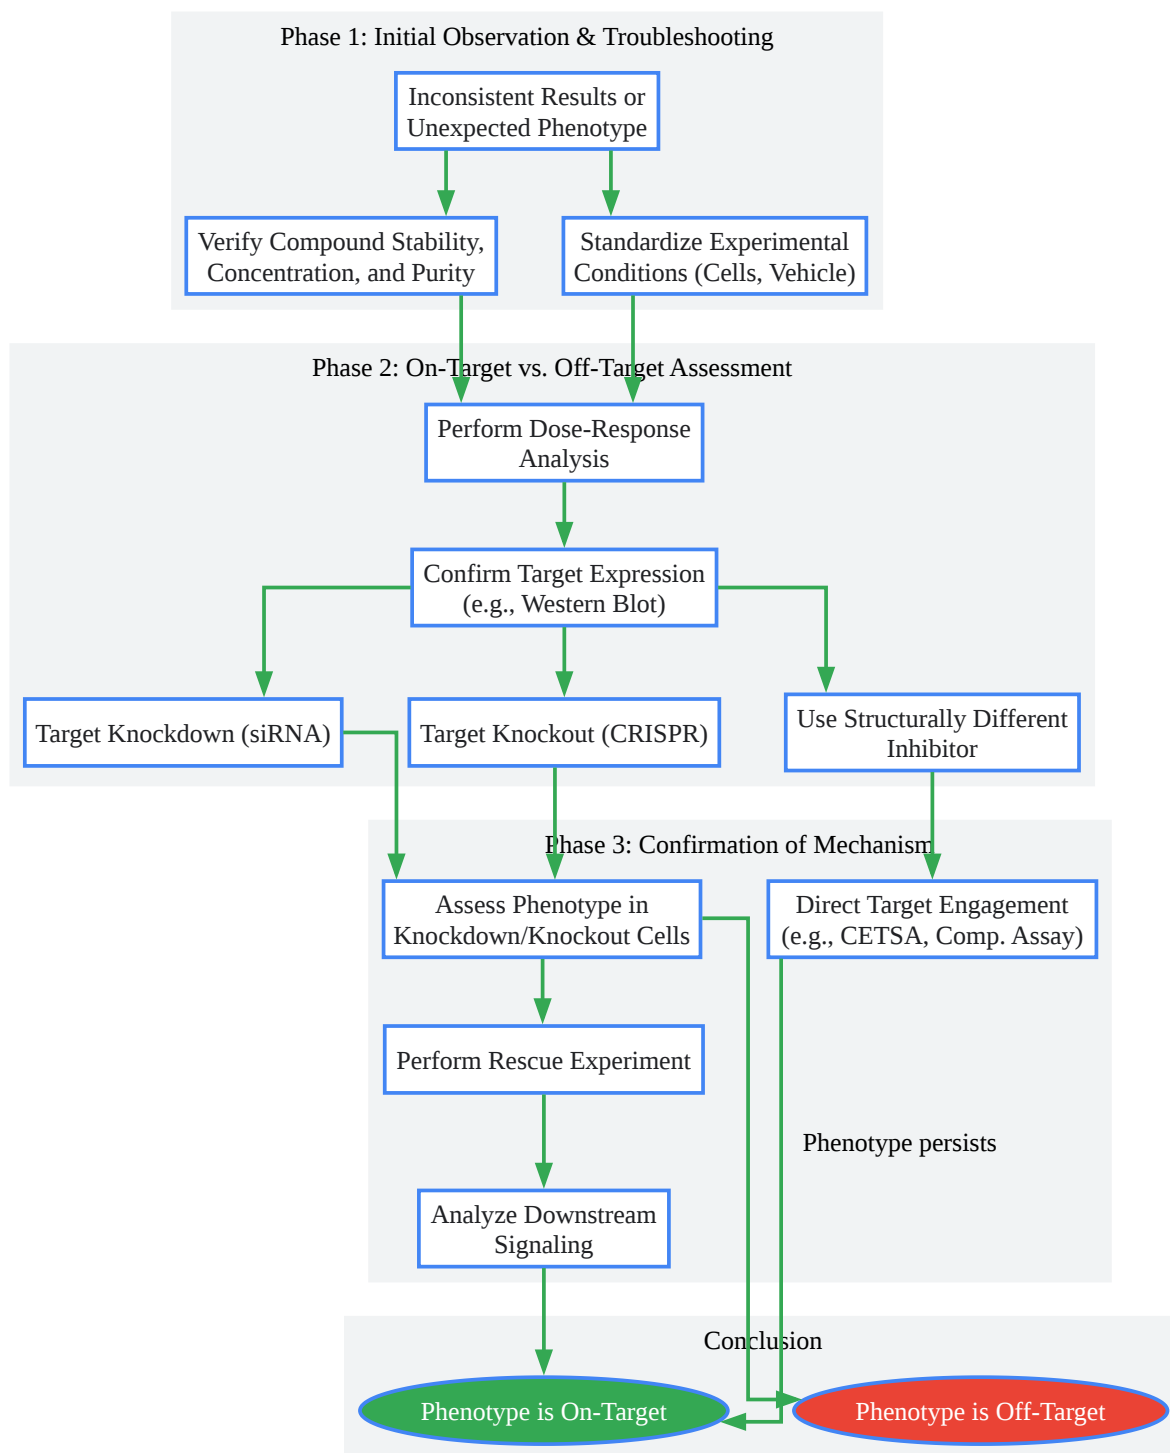 Phase 1: Initial Observation & Troubleshooting
Inconsistent Results or
Unexpected Phenotype
Verify Compound Stability,
Concentration, and Purity
Standardize Experimental
Conditions (Cells, Vehicle)
Phase 2: On-Target vs. Off-Target Assessment
Perform Dose-Response
Analysis
Confirm Target Expression
(e.g., Western Blot)
Target Knockdown (siRNA)
Target Knockout (CRISPR)
Use Structurally Different
Inhibitor
Phase 3: Confirmation of Mechanism
Assess Phenotype in
Knockdown/Knockout Cells
Direct Target Engagement
(e.g., CETSA, Comp. Assay)
Perform Rescue Experiment
Phenotype persists
Analyze Downstream
Signaling
Conclusion
Phenotype is On-Target
Phenotype is Off-Target